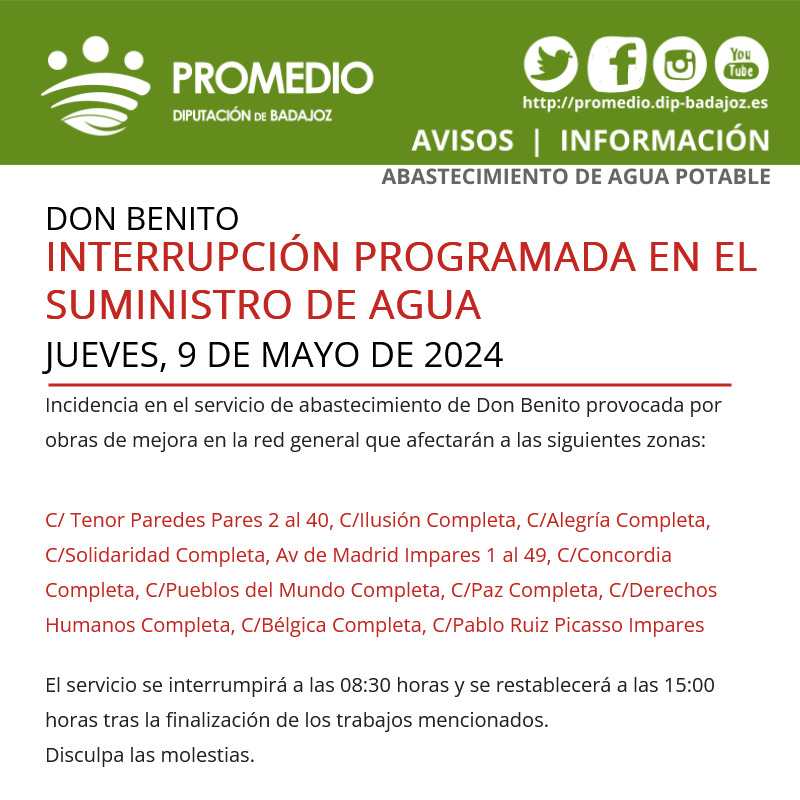 PROMEDIO
DIPUTACIÓN DE BADAJOZ
You
Tube
http://promedio.dip-badajoz.es
AVISOS | INFORMACIÓN
ABASTECIMIENTO DE AGUA POTABLE
DON BENITO
INTERRUPCIÓN PROGRAMADA EN EL
SUMINISTRO DE AGUA
JUEVES, 9 DE MAYO DE 2024
Incidencia en el servicio de abastecimiento de Don Benito provocada por
obras de mejora en la red general que afectarán a las siguientes zonas:
C/ Tenor Paredes Pares 2 al 40, C/Ilusión Completa, C/Alegría Completa,
C/Solidaridad Completa, Av de Madrid Impares 1 al 49, C/Concordia
Completa, C/Pueblos del Mundo Completa, C/Paz Completa, C/Derechos
Humanos Completa, C/Bélgica Completa, C/Pablo Ruiz Picasso Impares
El servicio se interrumpirá a las 08:30 horas y se restablecerá a las 15:00
horas tras la finalización de los trabajos mencionados.
Disculpa las molestias.